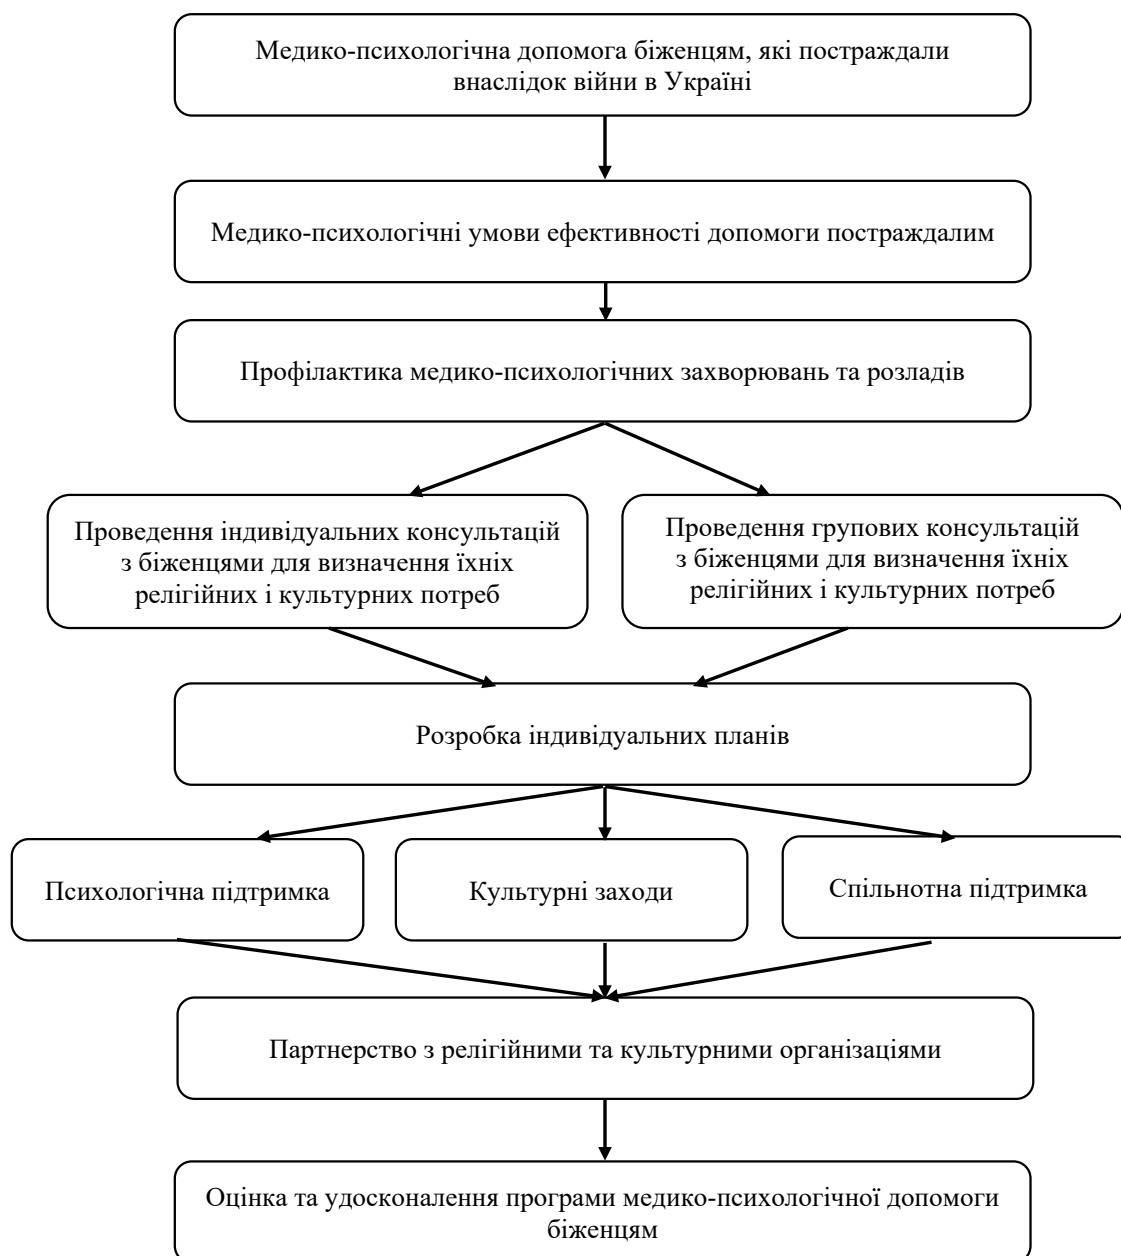 Медико-психологічна допомога біженцям, які постраждали
внаслідок війни в Україні
Медико-психологічні умови ефективності допомоги постраждалим
Профілактика медико-психологічних захворювань та розладів
Проведення індивідуальних консультацій
з біженцями для визначення їхніх
релігійних і культурних потреб
Проведення групових консультацій
з біженцями для визначення їхніх
релігійних і культурних потреб
Розробка індивідуальних планів
Психологічна підтримка
Культурні заходи
Спільнотна підтримка
Партнерство з релігійними та культурними організаціями
Оцінка та удосконалення програми медико-психологічної допомоги
біженцям